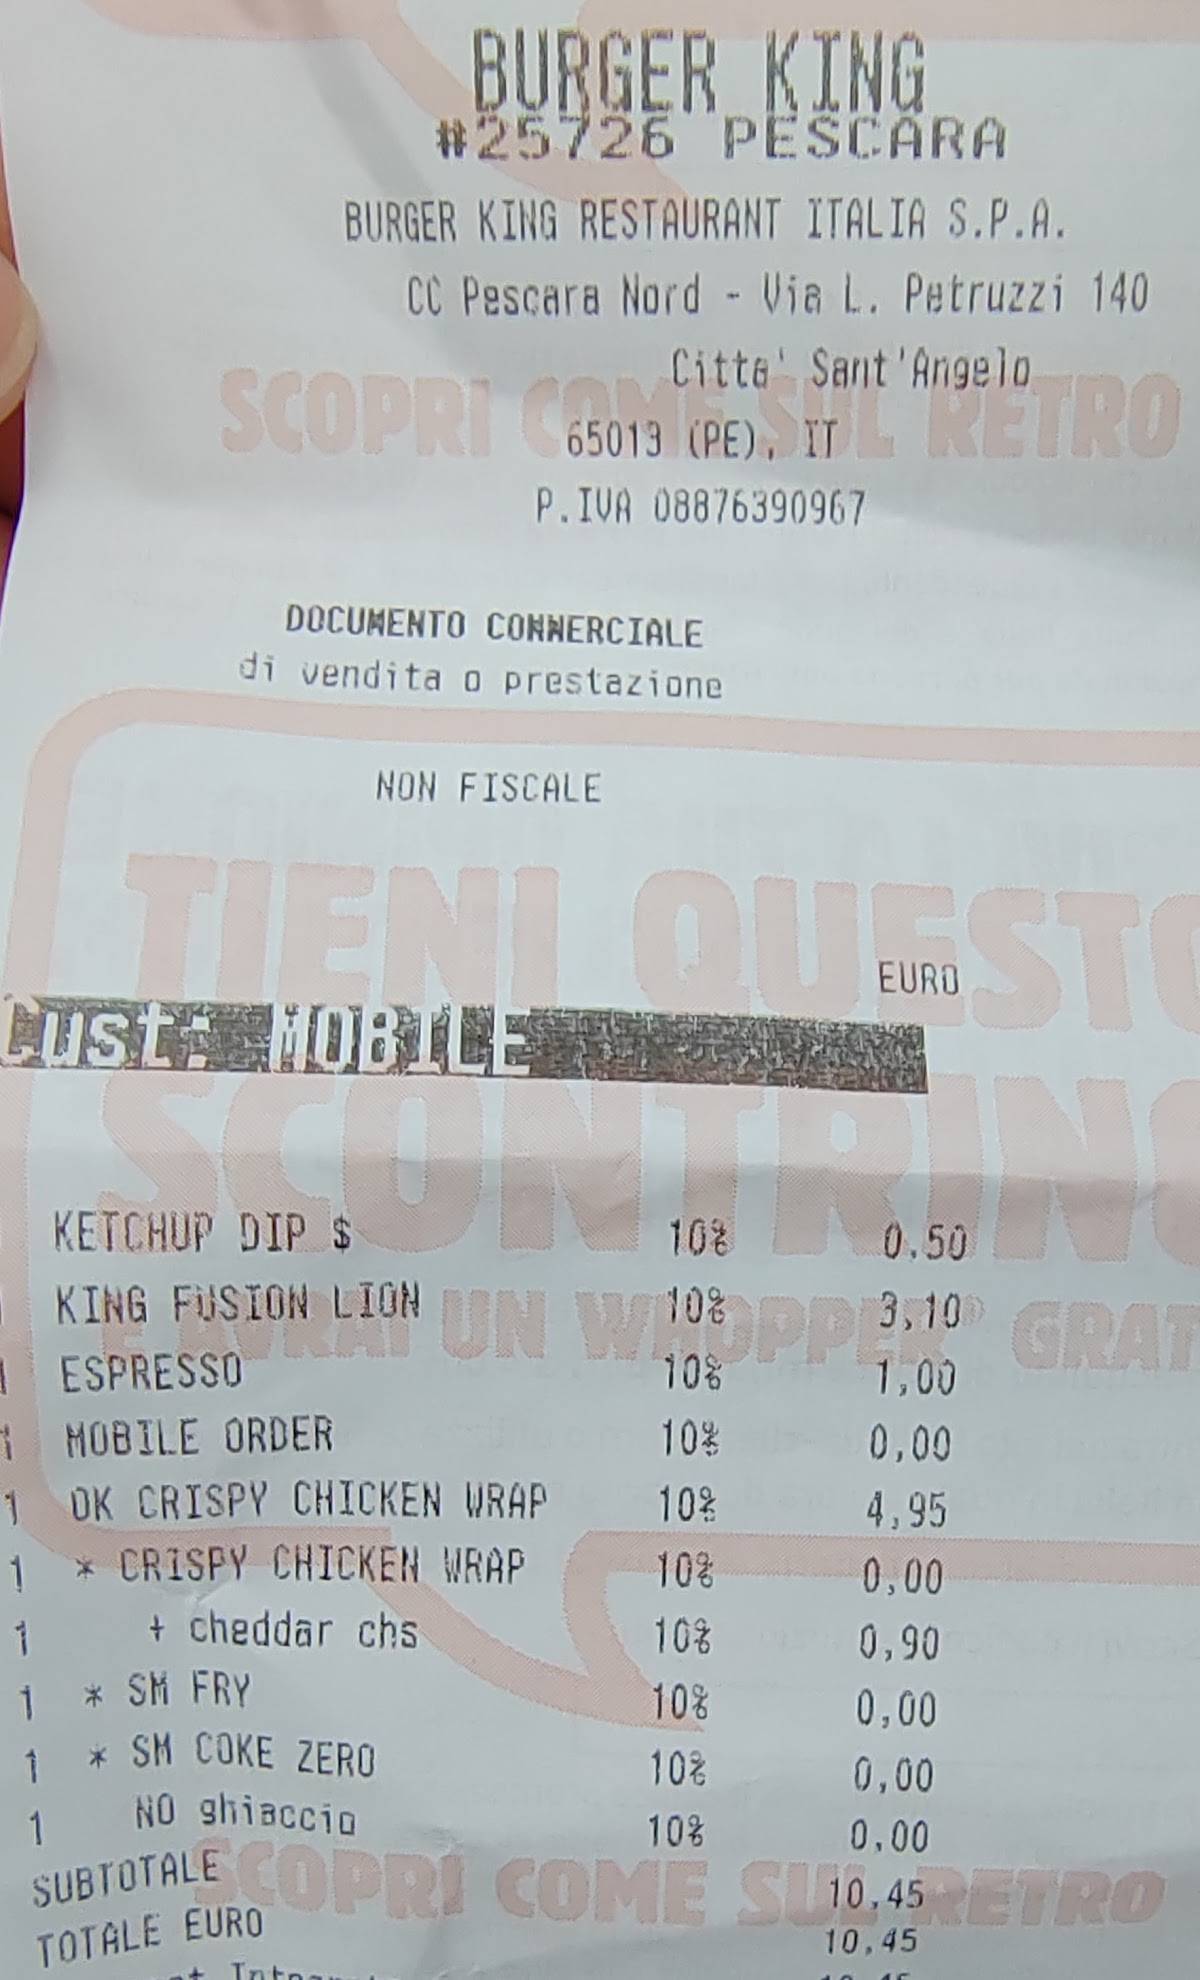 BURGER KING
#25726 PESCARA
BURGER KING RESTAURANT ITALIA S.P.A.
CC Pescara Nord - Via L. Petruzzi 140
Citta' Sant'Angelo
SCOPRI COME SUL RETRO
65013 (PE), IT
P.IVA 08876390967
DOCUMENTO COMMERCIALE
di vendita o prestazione
NON FISCALE
TIENI QUESTO
EURO
Cust: MOBILE
SCONTRINO
KETCHUP DIP $ 10% 0,50
KING FUSION LION 10% 3,10
E AVRAI UN WHOPPER® GRAT
1 ESPRESSO 10% 1,00
1 MOBILE ORDER 10% 0,00
1 OK CRISPY CHICKEN WRAP 10% 4,95
1 * CRISPY CHICKEN WRAP 10% 0,00
1 + cheddar chs 10% 0,90
1 * SM FRY 10% 0,00
1 * SM COKE ZERO 10% 0,00
1 NO ghiaccio 10% 0,00
SUBTOTALE 10,45
SCOPRI COME SUL RETRO
TOTALE EURO 10,45